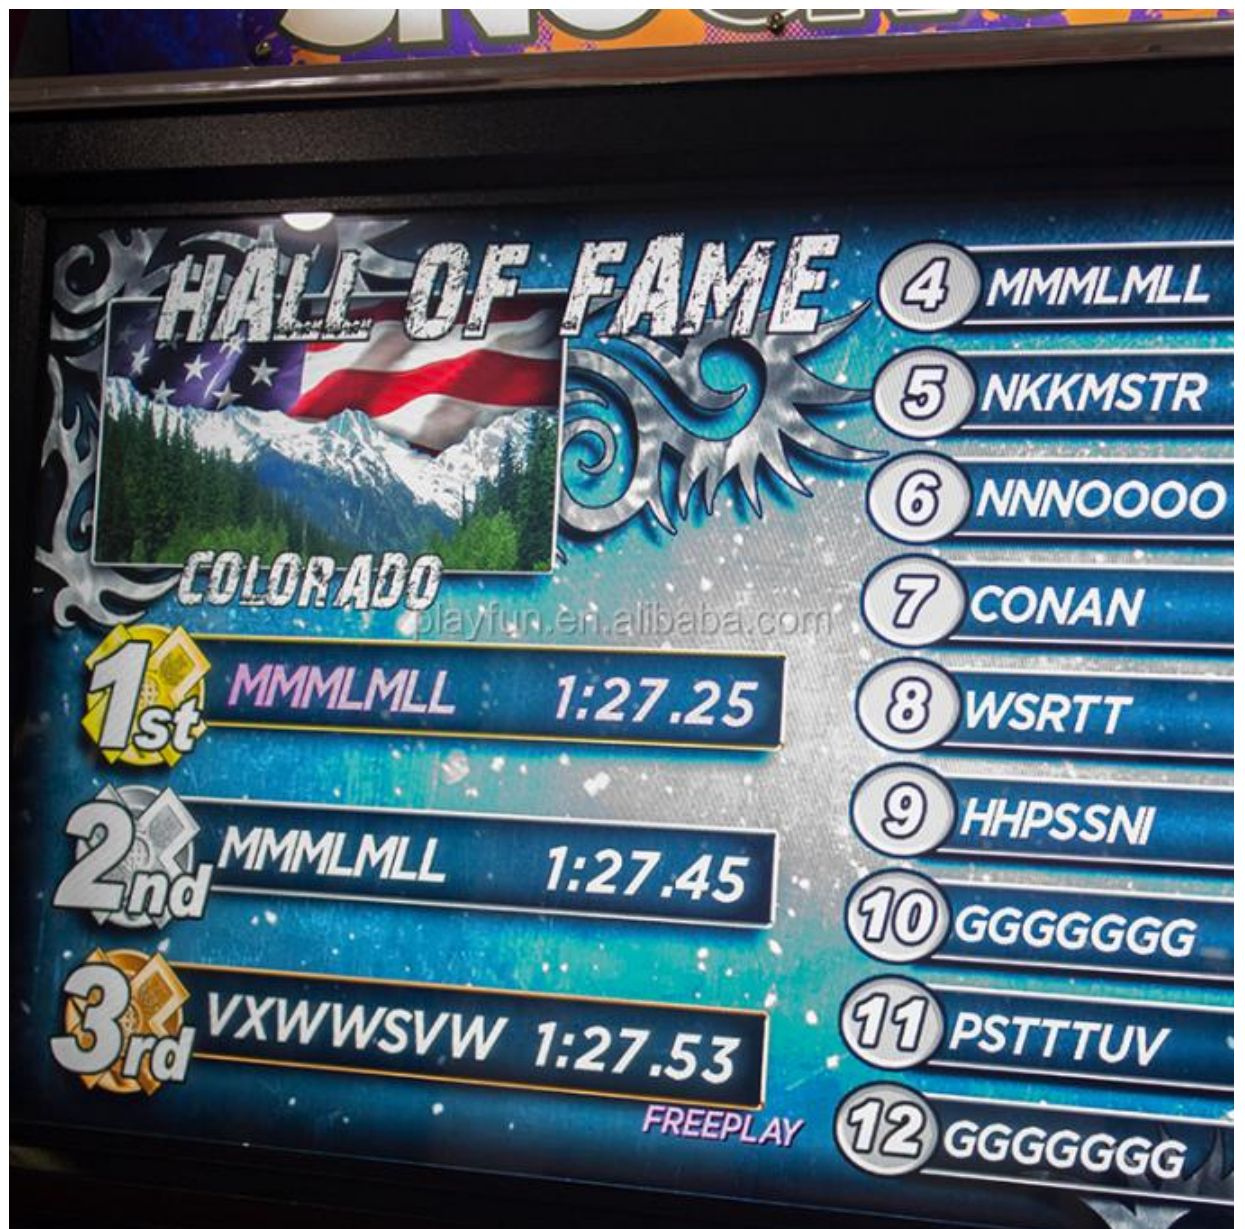 HALL OF FAME
COLORADO
playfun.en.alibaba.com
1st MMMLMLL 1:27.25
2nd MMMLMLL 1:27.45
3rd VXWWSVW 1:27.53
FREEPLAY
4 MMMLMLL
5 NKKMSTR
6 NNNOOOO
7 CONAN
8 WSRTT
9 HHPSSNI
10 GGGGGGG
11 PSTTTUV
12 GGGGGGG